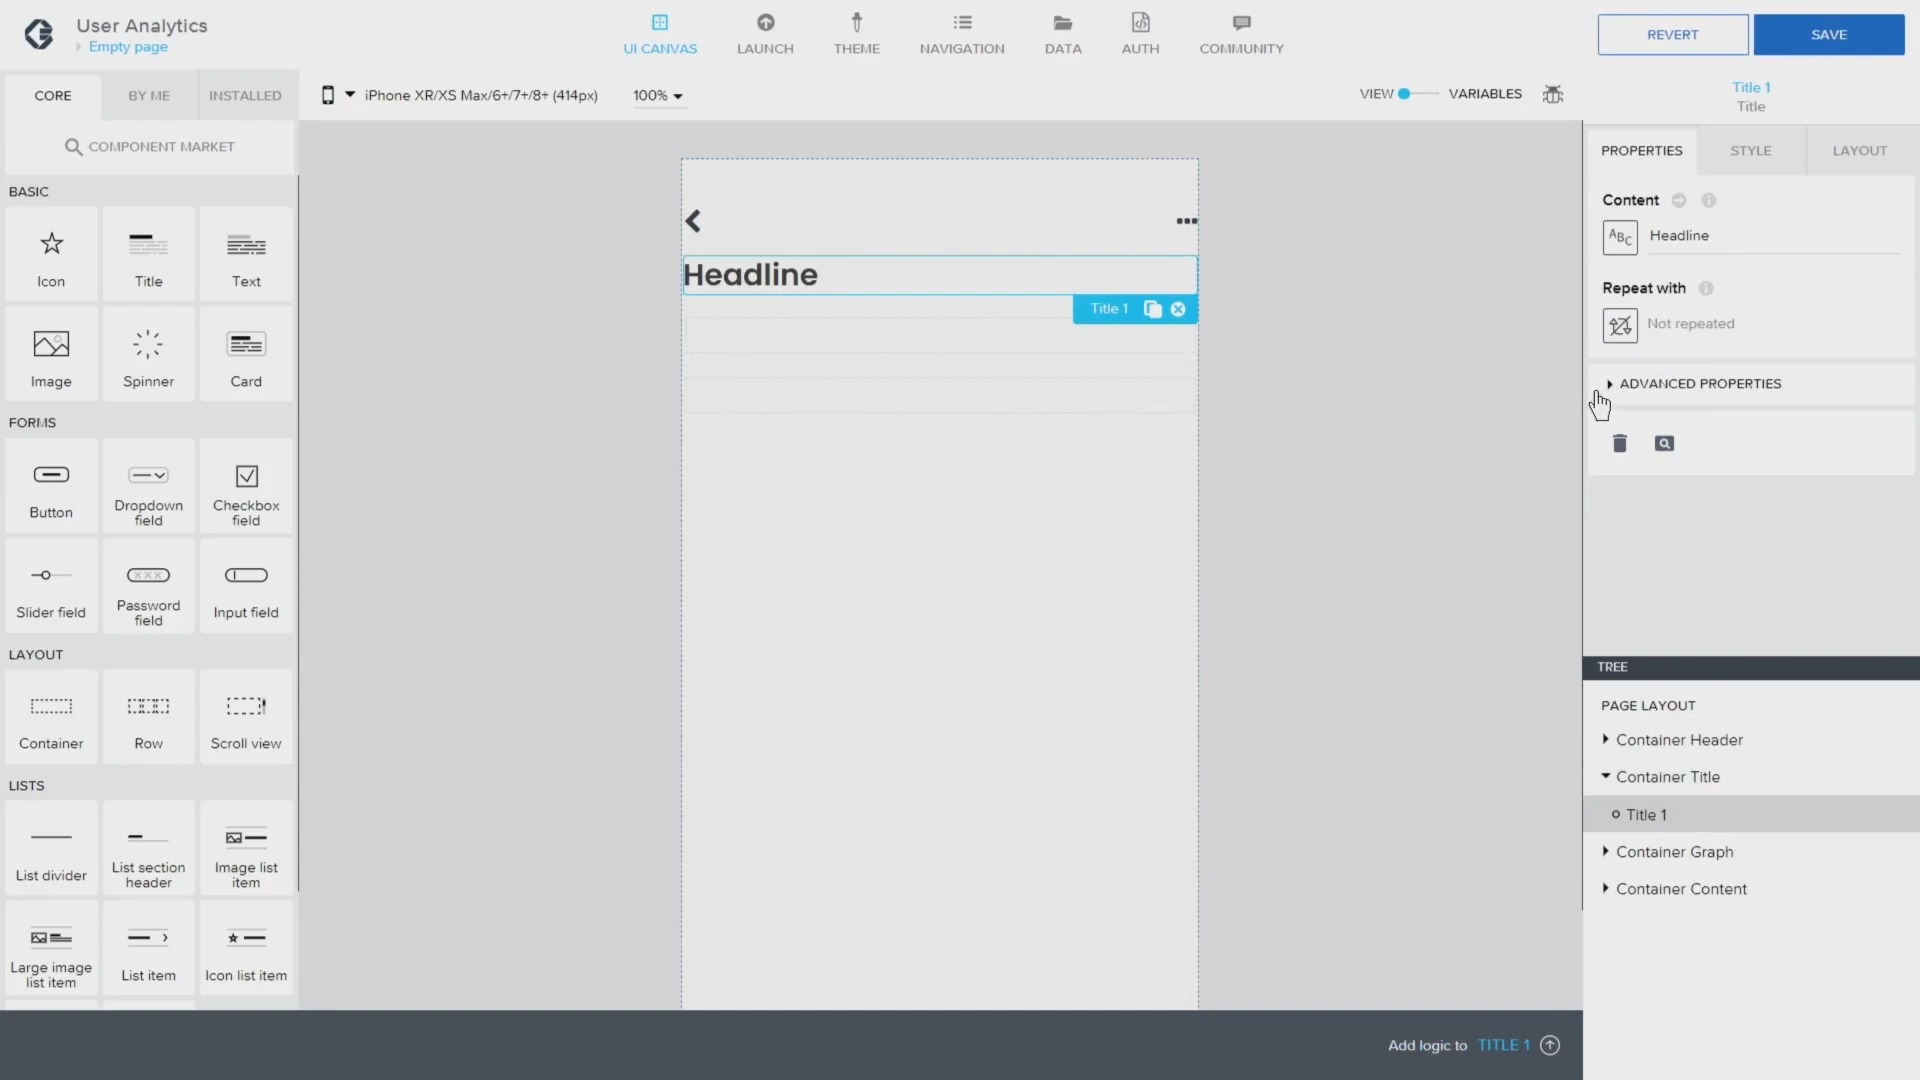 User Analytics
Empty page
UI CANVAS
LAUNCH
THEME
NAVIGATION
DATA
AUTH
COMMUNITY
REVERT
SAVE
CORE
BY ME
INSTALLED
iPhone XR/XS Max/6+/7+/8+ (414px)
100%
VIEW
VARIABLES
Title 1
Title
COMPONENT MARKET
PROPERTIES
STYLE
LAYOUT
BASIC
Icon
Title
Text
Image
Spinner
Card
FORMS
Button
Dropdown
field
Checkbox
field
Slider field
Password
field
Input field
LAYOUT
Container
Row
Scroll view
LISTS
List divider
List section
header
Image list
item
Large image
list item
List item
Icon list item
Headline
Title 1
Content
ABC
Headline
Repeat with
Not repeated
ADVANCED PROPERTIES
TREE
PAGE LAYOUT
Container Header
Container Title
Title 1
Container Graph
Container Content
Add logic to TITLE 1